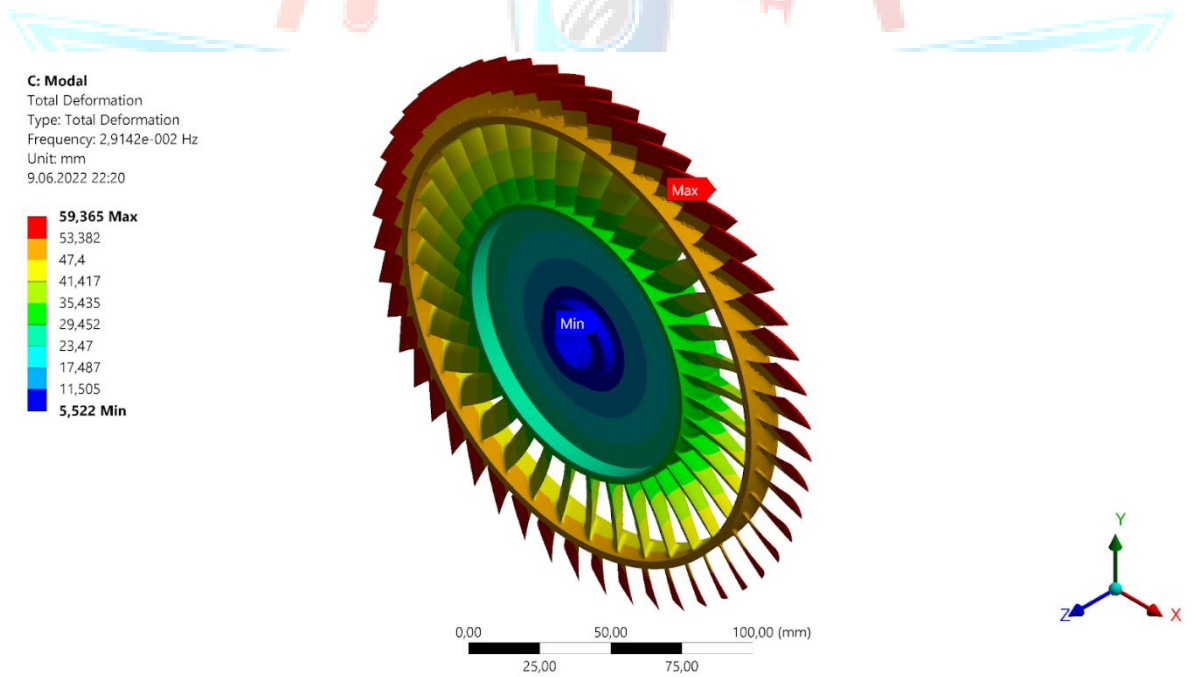 C: Modal
Total Deformation
Type: Total Deformation
Frequency: 2,9142e-002 Hz
Unit: mm
9.06.2022 22:20
59,365 Max
53,382
47,4
41,417
35,435
29,452
23,47
17,487
11,505
5,522 Min
Max
Min
0,00 50,00 100,00 (mm)
25,00 75,00
Y
Z X